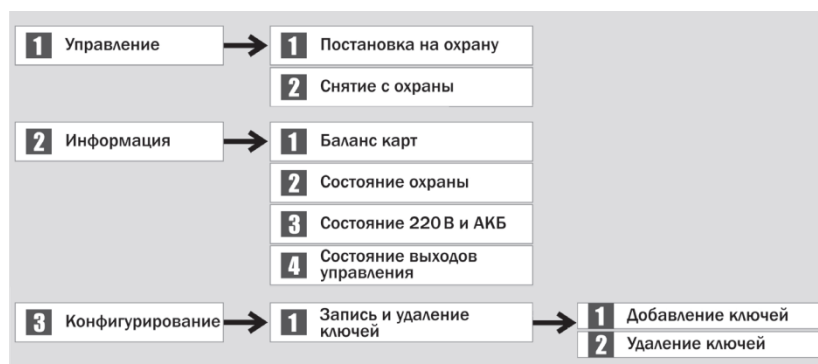 1 Управление
1 Постановка на охрану
2 Снятие с охраны
2 Информация
1 Баланс карт
2 Состояние охраны
3 Состояние 220 В и АКБ
4 Состояние выходов
управления
3 Конфигурирование
1 Запись и удаление
ключей
1 Добавление ключей
2 Удаление ключей